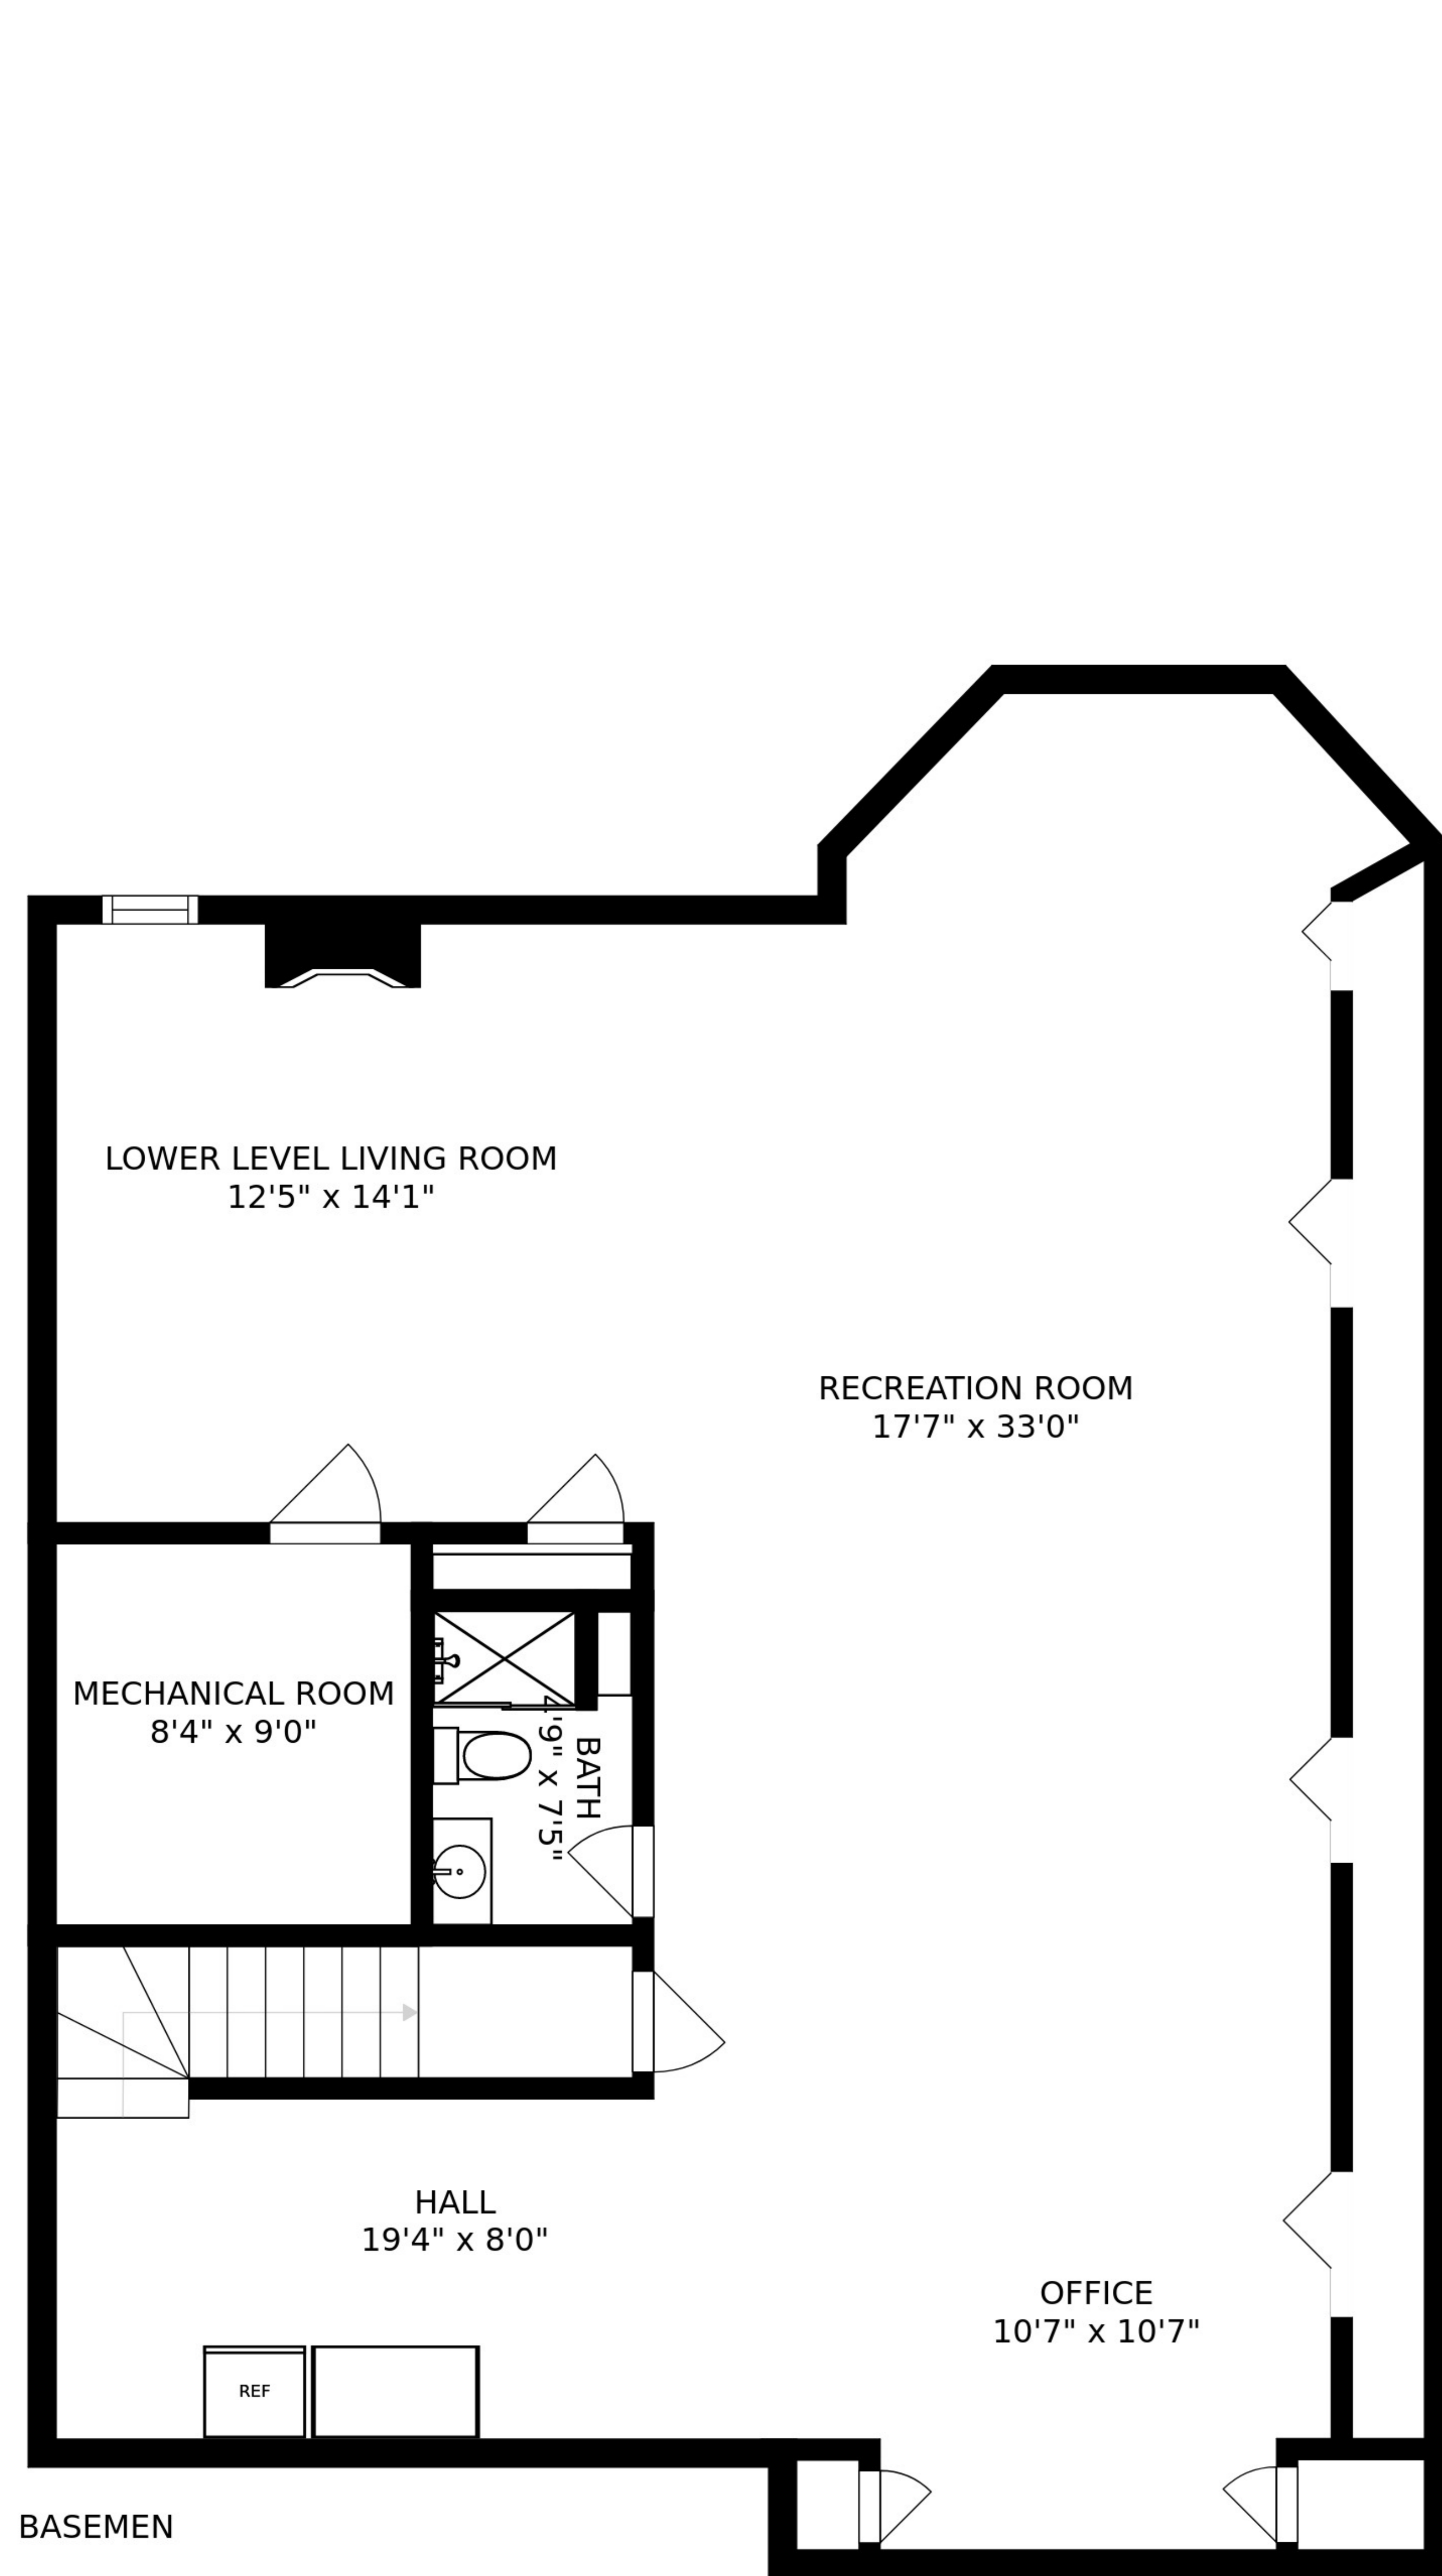 LOWER LEVEL LIVING ROOM
12'5" x 14'1"
RECREATION ROOM
17'7" x 33'0"
MECHANICAL ROOM
8'4" x 9'0"
BATH
4'9" x 7'5"
HALL
19'4" x 8'0"
OFFICE
10'7" x 10'7"
REF
BASEMEN